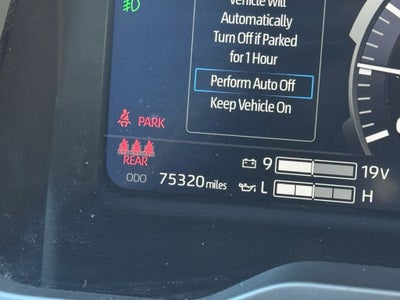 Vehicle Will
Automatically
Turn Off if Parked
for 1 Hour
Perform Auto Off
Keep Vehicle On
PARK
REAR
9 19V
ODO 75320 miles
L H